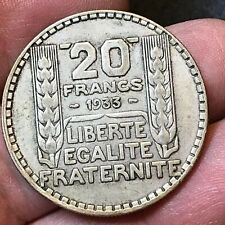 20
FRANCS
1933
LIBERTE
EGALITE
FRATERNITE